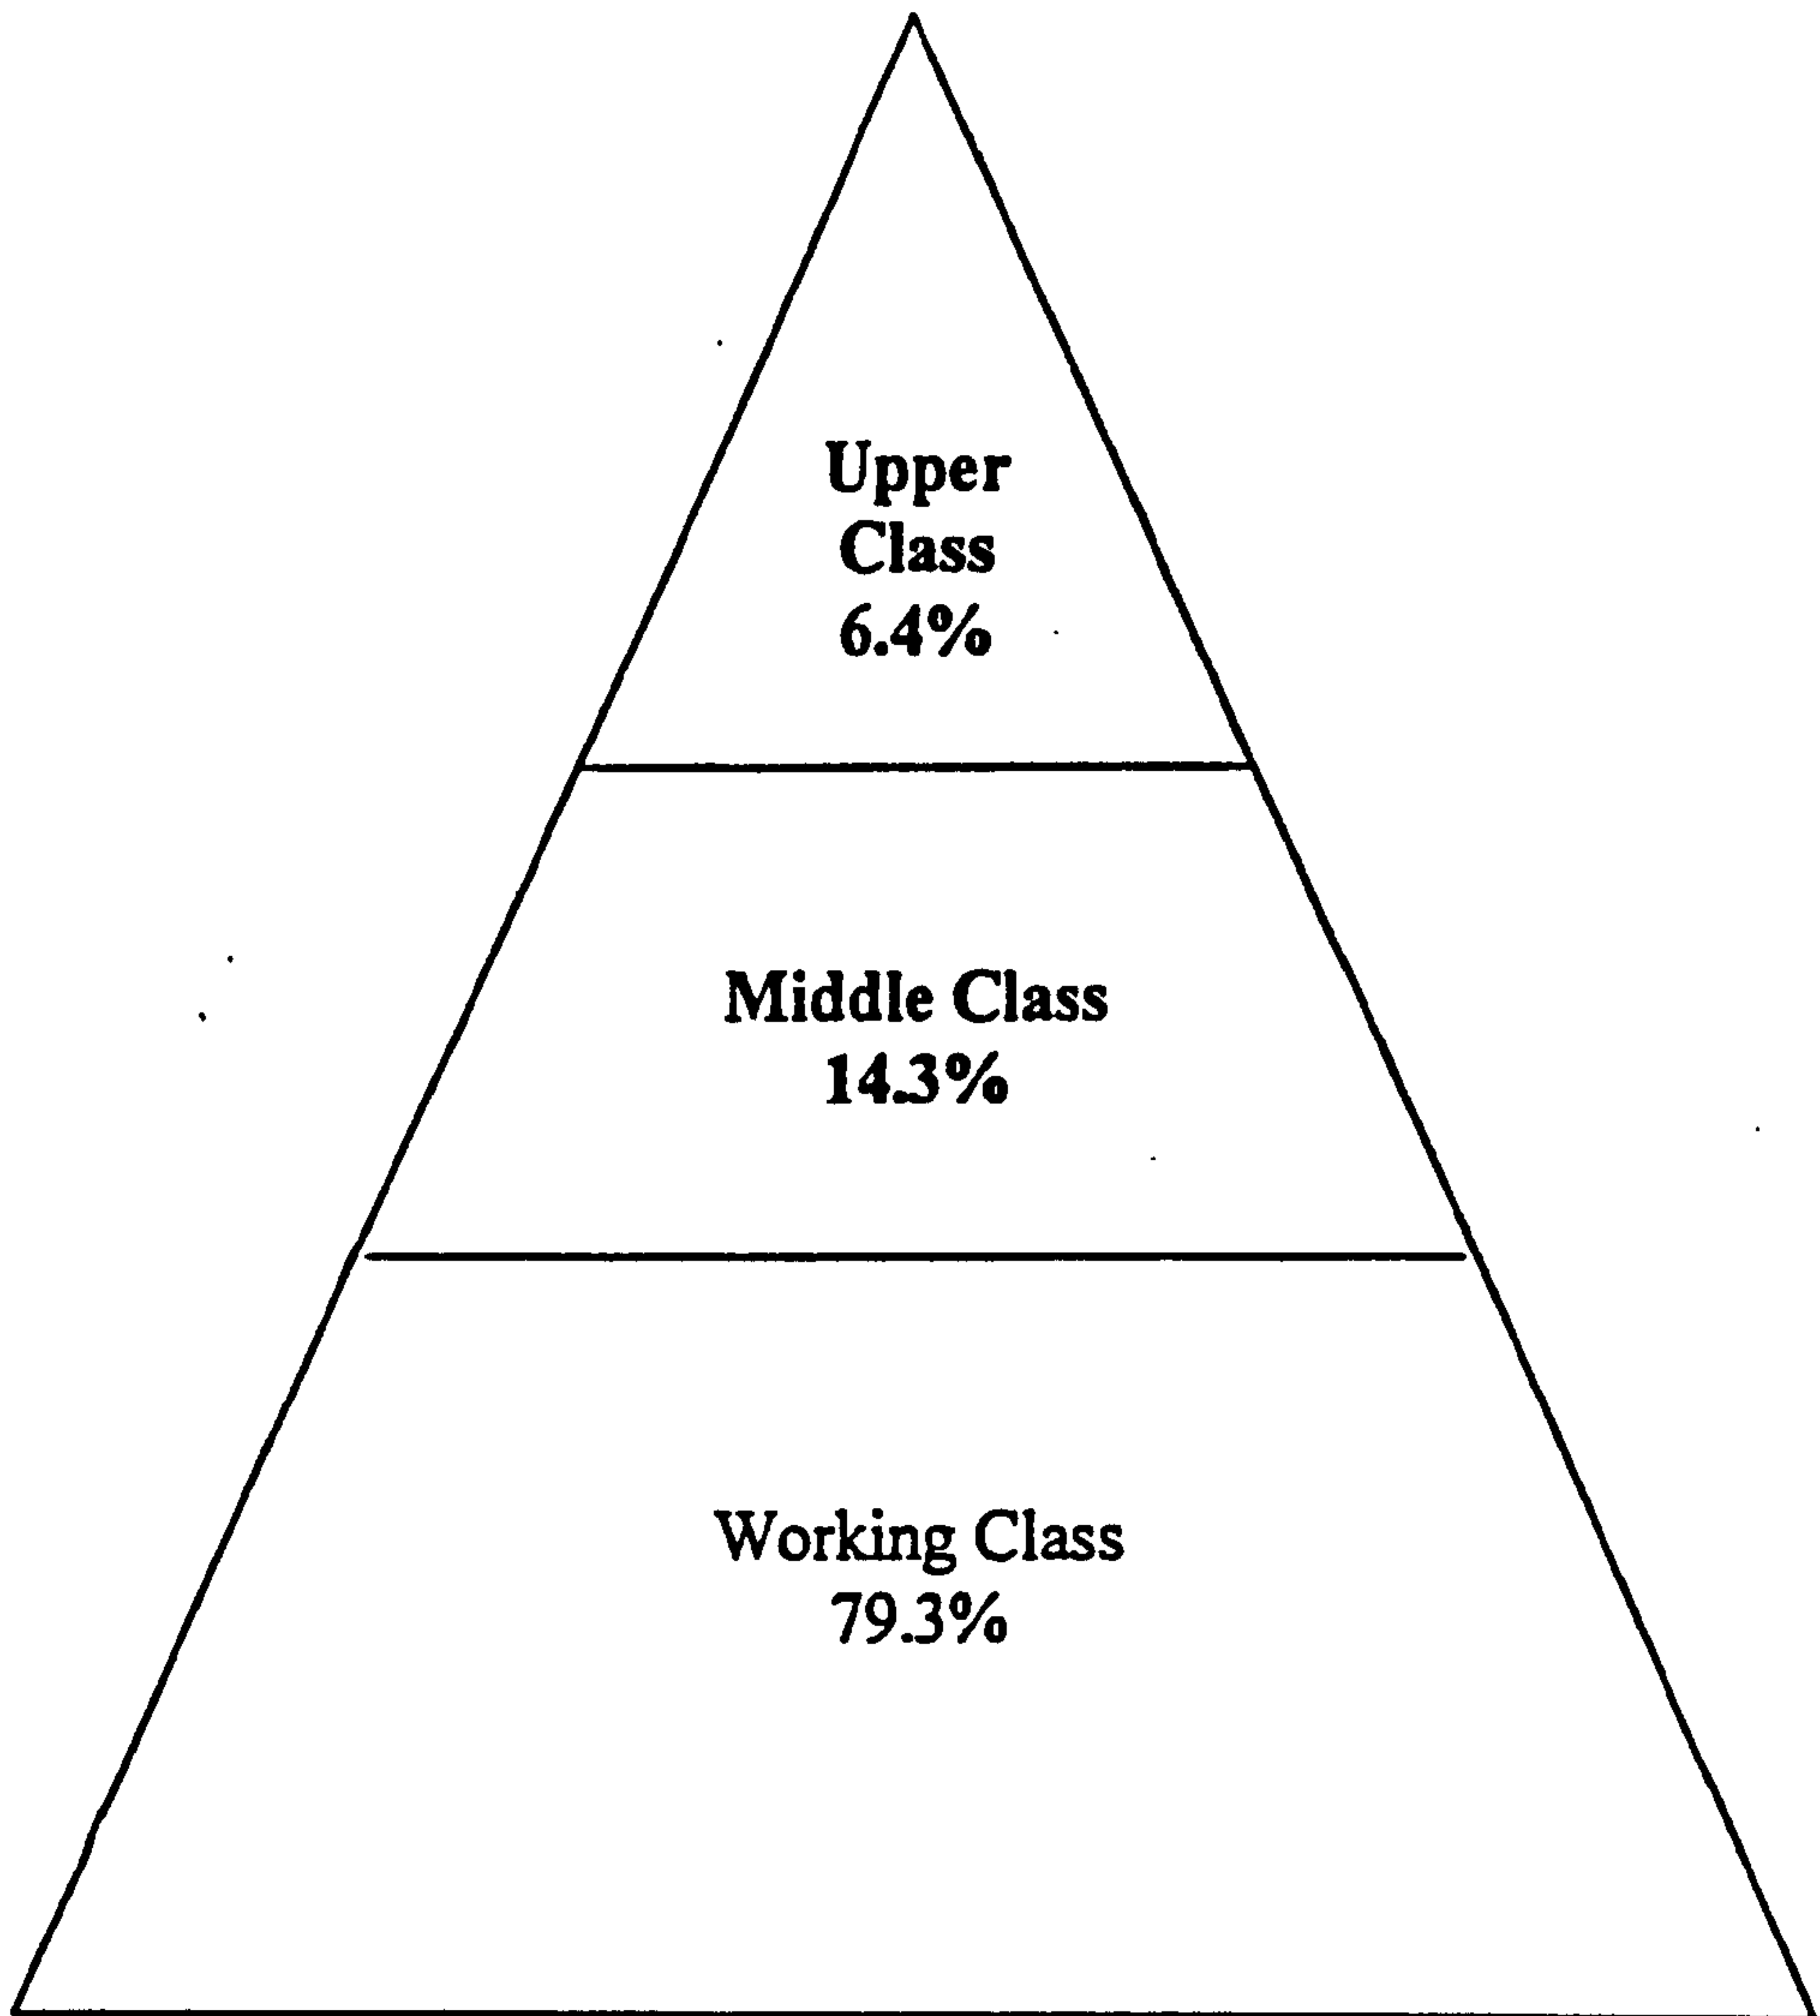 Upper
Class
6.4%
Middle Class
14.3%
Working Class
79.3%